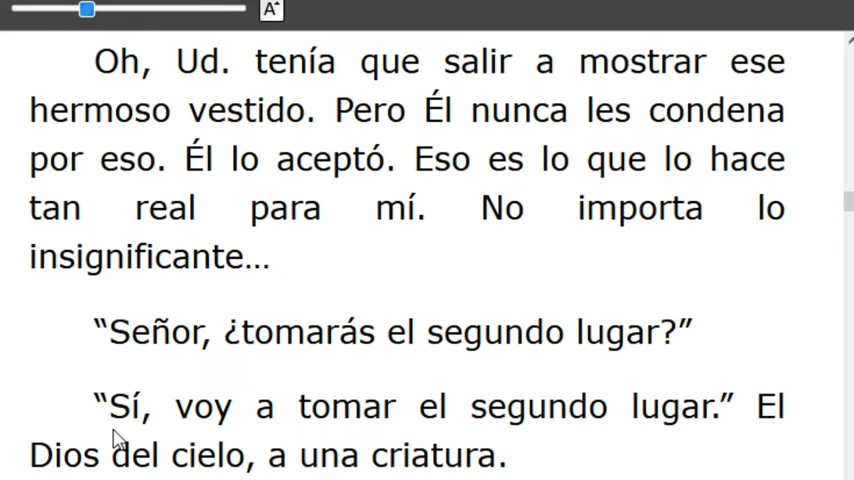 A
Oh, Ud. tenía que salir a mostrar ese
hermoso vestido. Pero Él nunca les condena
por eso. Él lo aceptó. Eso es lo que lo hace
tan real para mí. No importa lo
insignificante...
“Señor, ¿tomarás el segundo lugar?”
“Sí, voy a tomar el segundo lugar.” El
Dios del cielo, a una criatura.